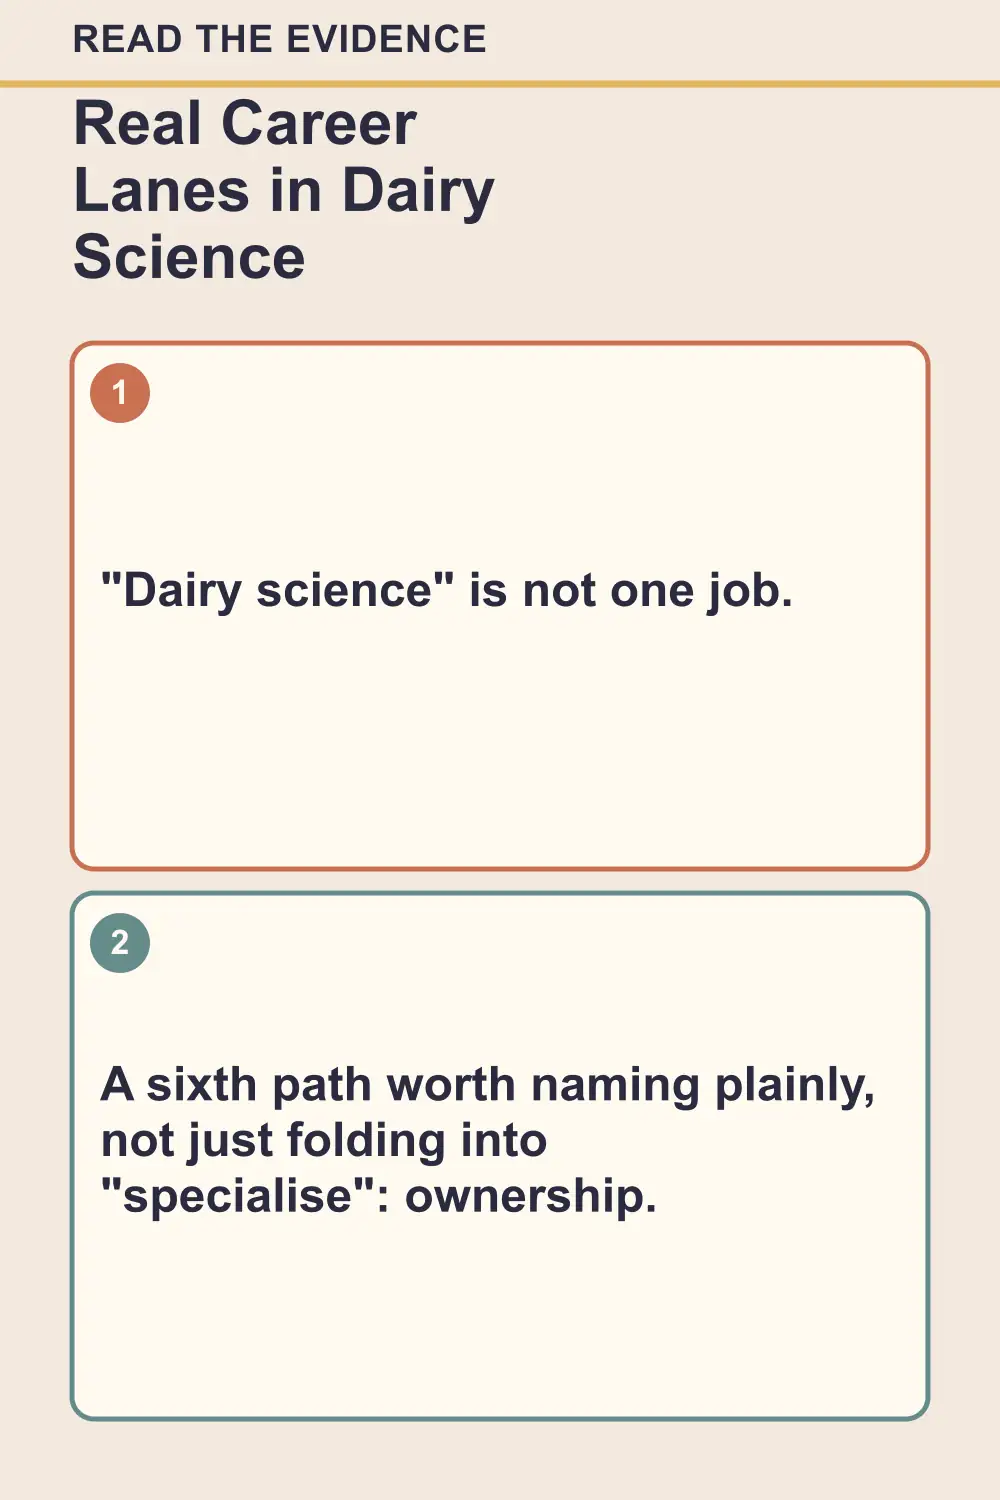 READ THE EVIDENCE
Real Career
Lanes in Dairy
Science
1
"Dairy science" is not one job.
2
A sixth path worth naming plainly,
not just folding into
"specialise": ownership.